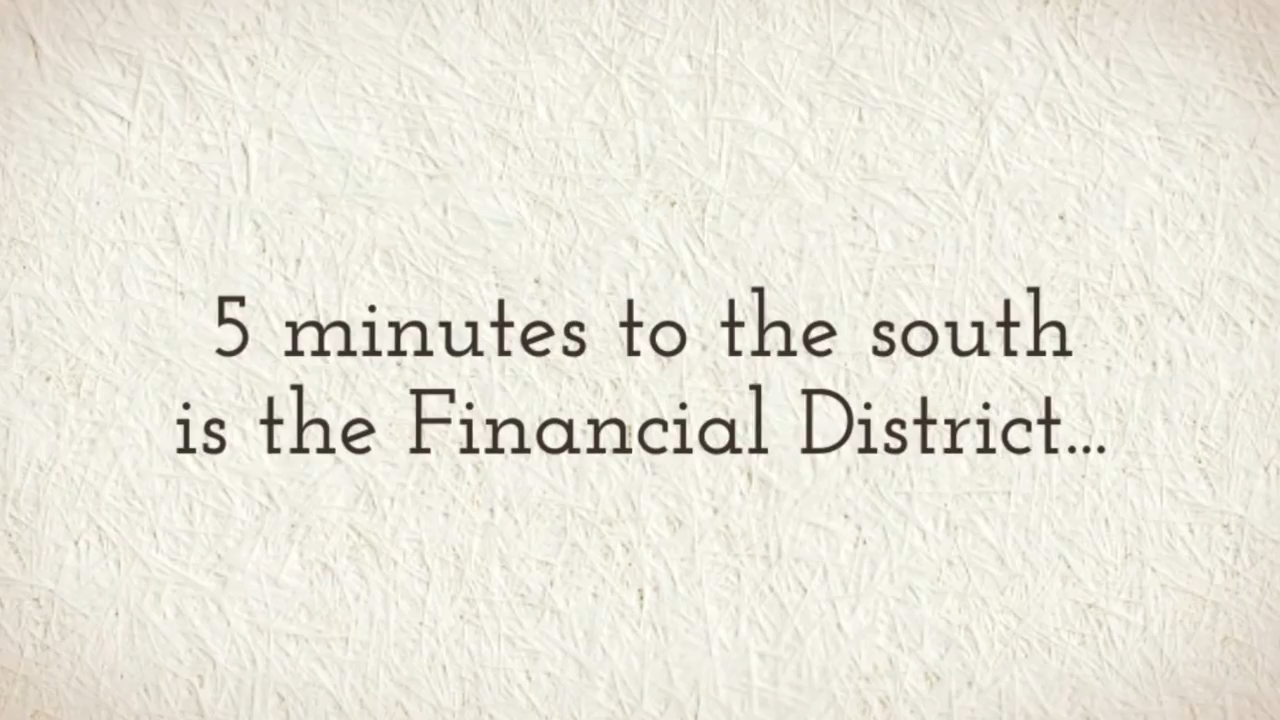 5 minutes to the south
is the Financial District...